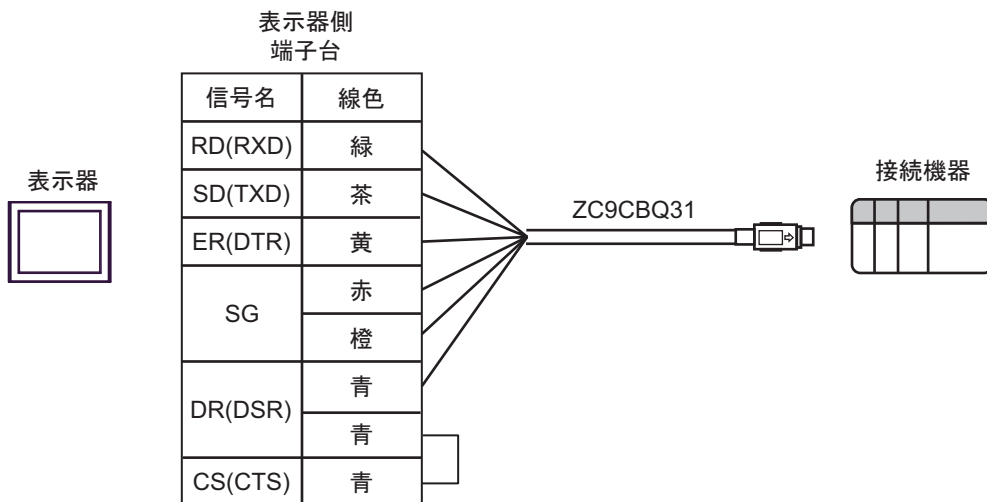 表示器側
端子台
信号名 線色
RD(RXD) 緑
SD(TXD) 茶
ER(DTR) 黄
SG 赤
橙
DR(DSR) 青
青
CS(CTS) 青
表示器
ZC9CBQ31
接続機器